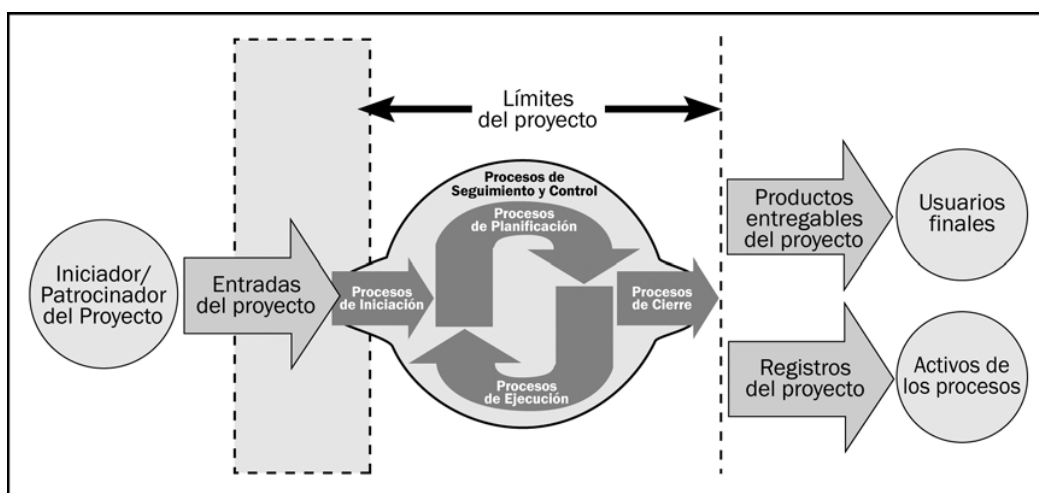 Límites
del proyecto
Iniciador/
Patrocinador
del Proyecto
Entradas
del proyecto
Procesos de
Seguimiento y Control
Procesos
de Planificación
Procesos
de Iniciación
Procesos
de Ejecución
Procesos
de Cierre
Productos
entregables
del proyecto
Usuarios
finales
Registros
del proyecto
Activos de
los procesos